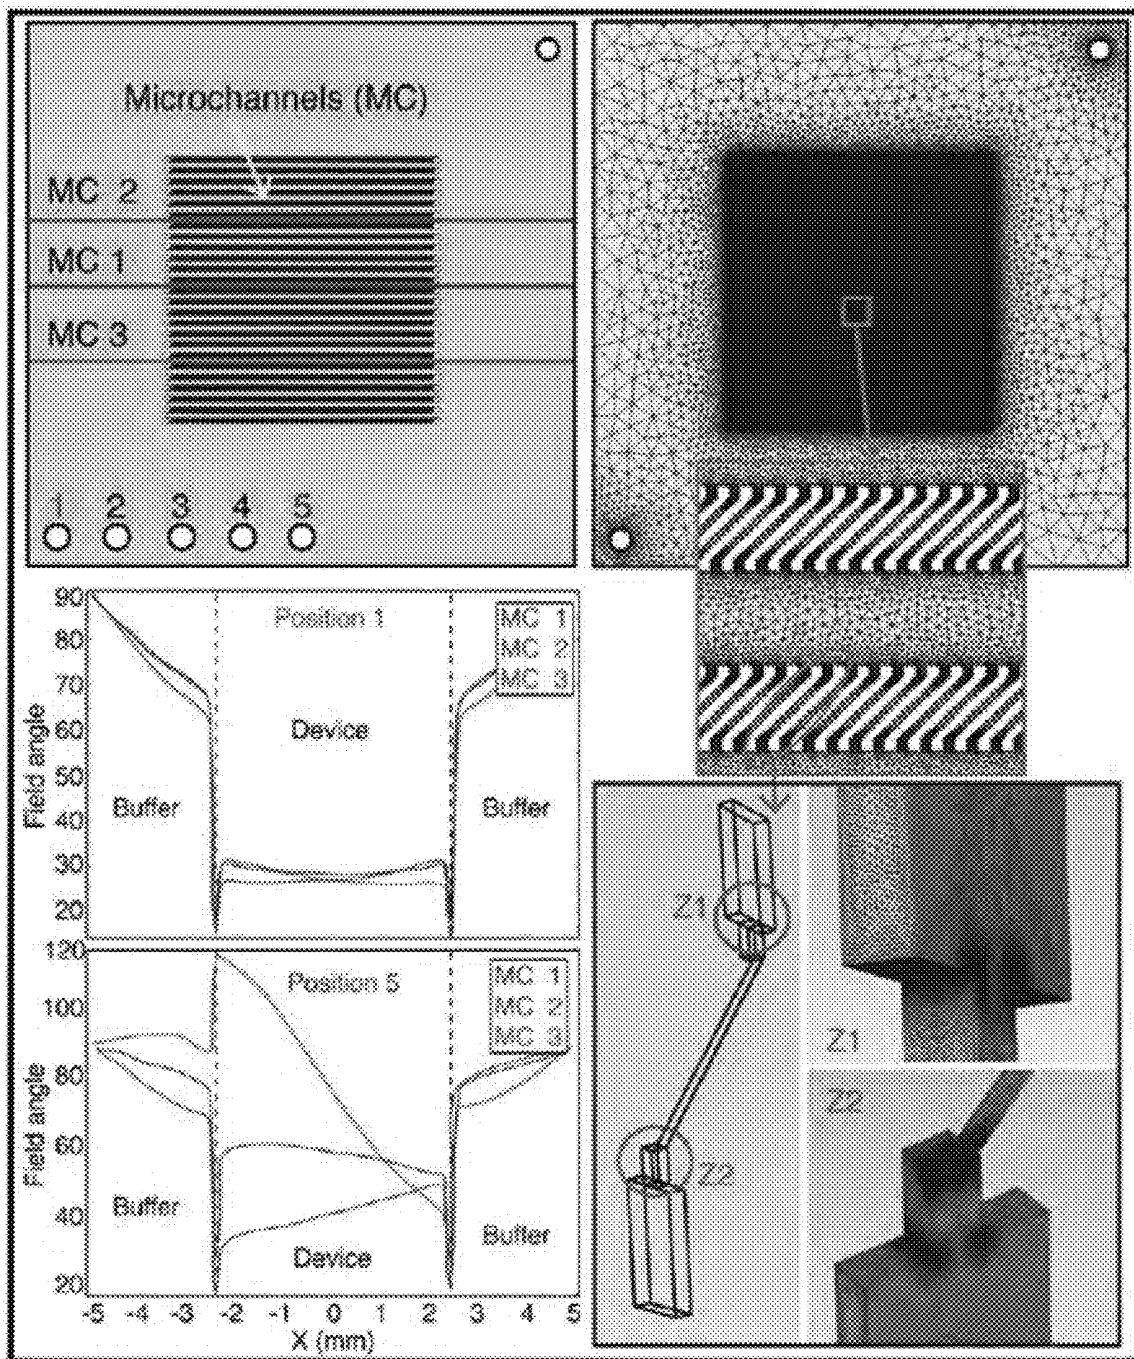 Microchannels (MC)
MC 2
MC 1
MC 3
1 2 3 4 5
90
80
70
60
50
40
30
20
Field angle
Position 1
MC 1
MC 2
MC 3
Device
Buffer
Buffer
120
100
80
60
40
20
Field angle
Position 5
MC 1
MC 2
MC 3
Buffer
Device
Buffer
-5 -4 -3 -2 -1 0 1 2 3 4 5
X (mm)
Z1
Z2
Z1
Z2